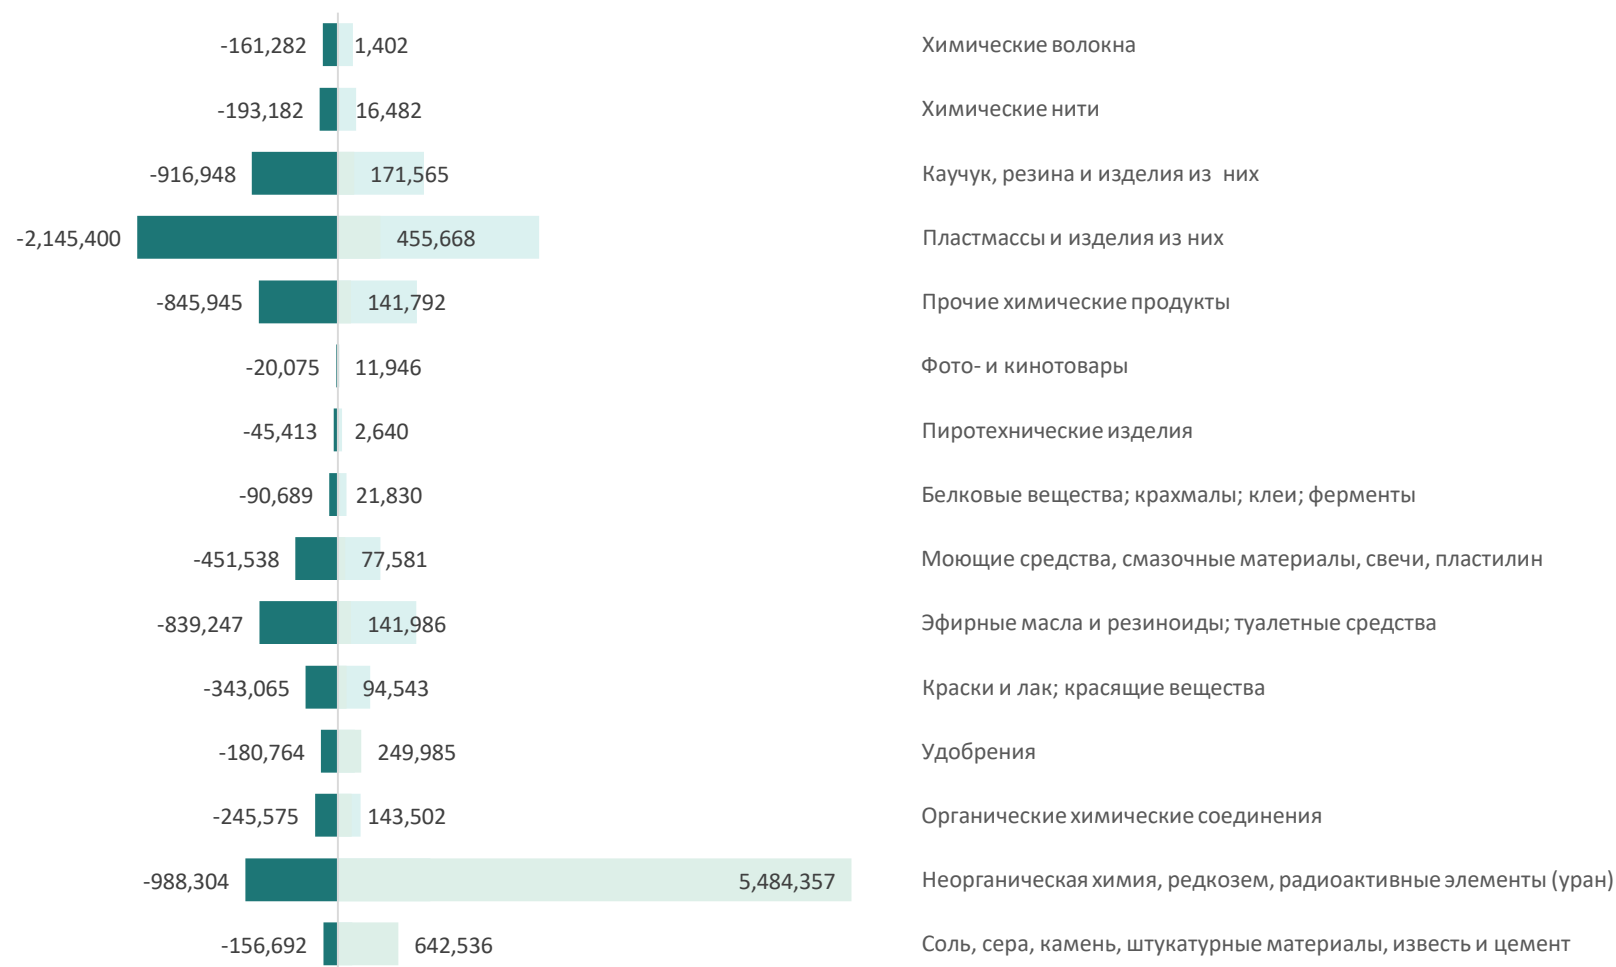 -161,282 1,402 Химические волокна
-193,182 16,482 Химические нити
-916,948 171,565 Каучук, резина и изделия из них
-2,145,400 455,668 Пластмассы и изделия из них
-845,945 141,792 Прочие химические продукты
-20,075 11,946 Фото- и кинотовары
-45,413 2,640 Пиротехнические изделия
-90,689 21,830 Белковые вещества; крахмалы; клеи; ферменты
-451,538 77,581 Моющие средства, смазочные материалы, свечи, пластилин
-839,247 141,986 Эфирные масла и резиноиды; туалетные средства
-343,065 94,543 Краски и лак; красящие вещества
-180,764 249,985 Удобрения
-245,575 143,502 Органические химические соединения
-988,304 5,484,357 Неорганическая химия, редкозем, радиоактивные элементы (уран)
-156,692 642,536 Соль, сера, камень, штукатурные материалы, известь и цемент